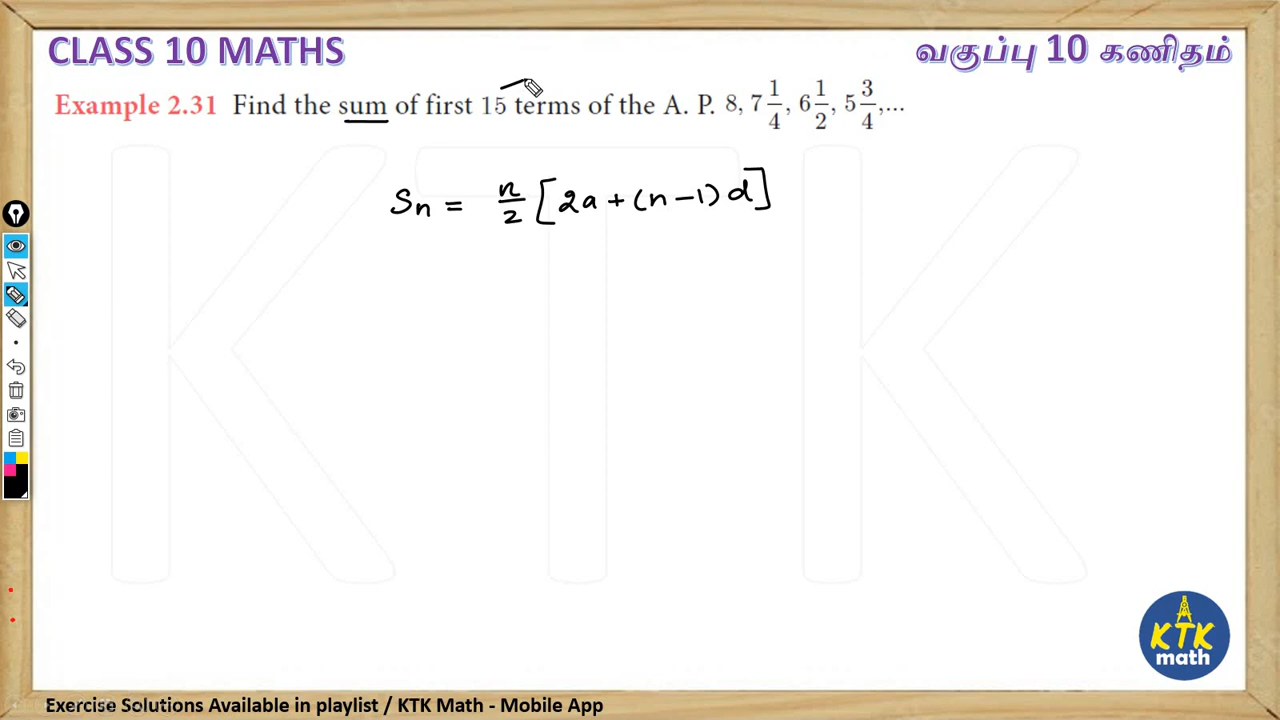 CLASS 10 MATHS
வகுப்பு 10 கணிதம்
Example 2.31 Find the sum of first 15 terms of the A. P. 8, 7 1/4, 6 1/2, 5 3/4,...
Sn = n/2 [2a + (n − 1) d]
KTK
KTK
math
Exercise Solutions Available in playlist / KTK Math - Mobile App